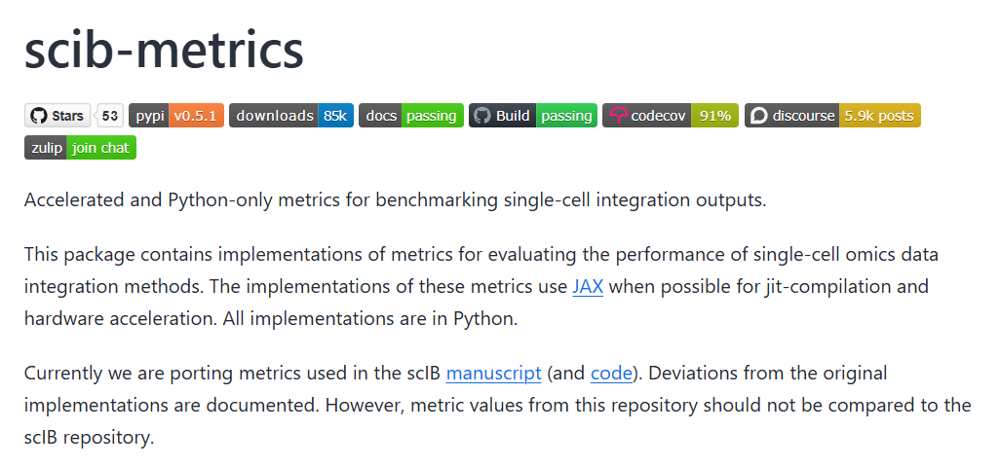 scib-metrics
Stars 53 pypi v0.5.1 downloads 85k docs passing Build passing codecov 91% discourse 5.9k posts
zulip join chat
Accelerated and Python-only metrics for benchmarking single-cell integration outputs.
This package contains implementations of metrics for evaluating the performance of single-cell omics data
integration methods. The implementations of these metrics use JAX when possible for jit-compilation and
hardware acceleration. All implementations are in Python.
Currently we are porting metrics used in the scIB manuscript (and code). Deviations from the original
implementations are documented. However, metric values from this repository should not be compared to the
scIB repository.